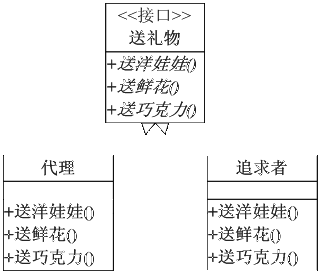 <<接口>>
送礼物
+送洋娃娃()
+送鲜花()
+送巧克力()
代理
+送洋娃娃()
+送鲜花()
+送巧克力()
追求者
+送洋娃娃()
+送鲜花()
+送巧克力()